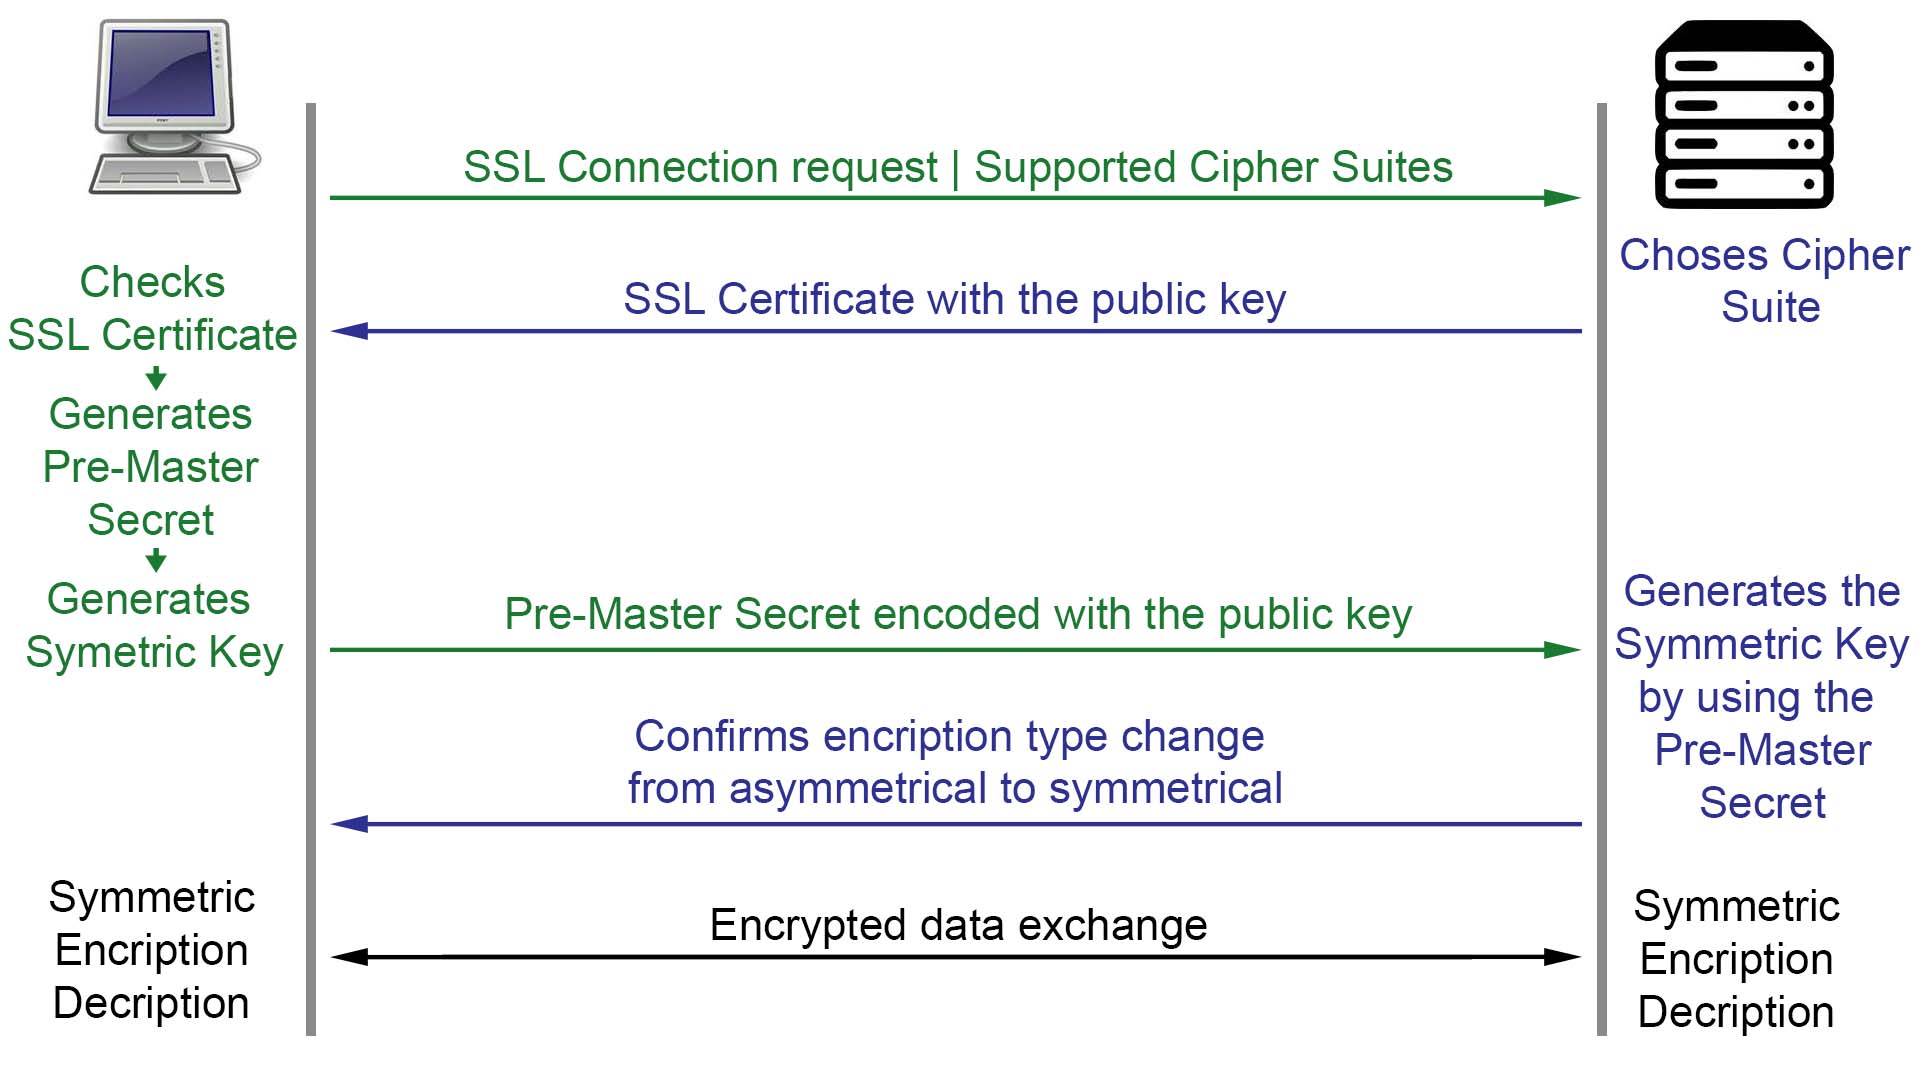 SSL Connection request | Supported Cipher Suites
Choses Cipher
Suite
SSL Certificate with the public key
Checks
SSL Certificate
Generates
Pre-Master
Secret
Generates
Symetric Key
Pre-Master Secret encoded with the public key
Generates the
Symmetric Key
by using the
Pre-Master
Secret
Confirms encription type change
from asymmetrical to symmetrical
Symmetric
Encription
Decription
Encrypted data exchange
Symmetric
Encription
Decription